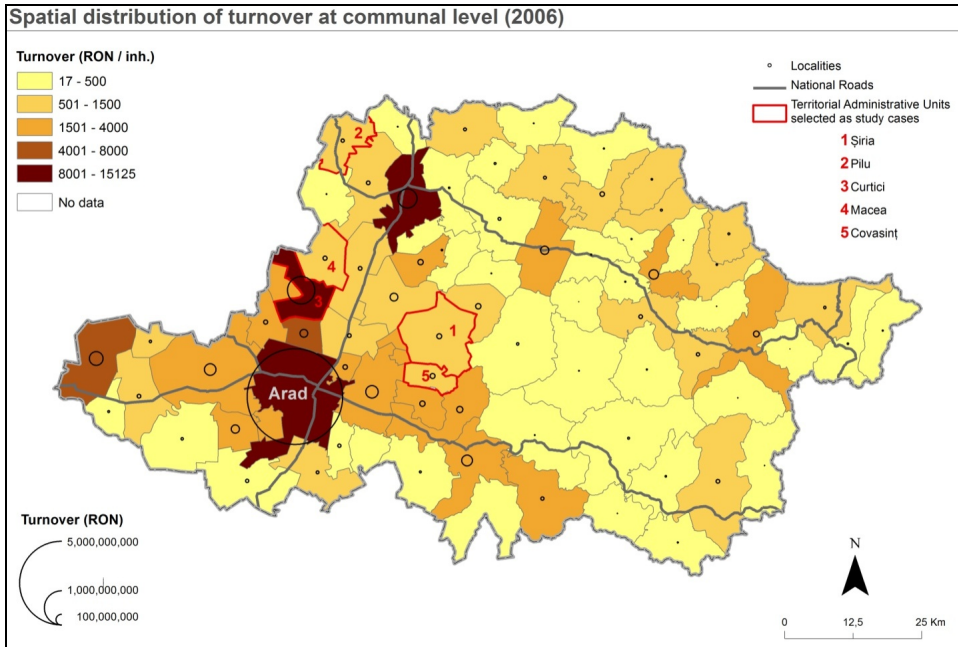 Spatial distribution of turnover at communal level (2006)
Turnover (RON / inh.)
17 - 500
501 - 1500
1501 - 4000
4001 - 8000
8001 - 15125
No data
Localities
National Roads
Territorial Administrative Units
selected as study cases
1 Șiria
2 Pilu
3 Curtici
4 Macea
5 Covasinț
2
4
3
1
5
Arad
Turnover (RON)
5,000,000,000
1,000,000,000
100,000,000
N
0 12,5 25 Km